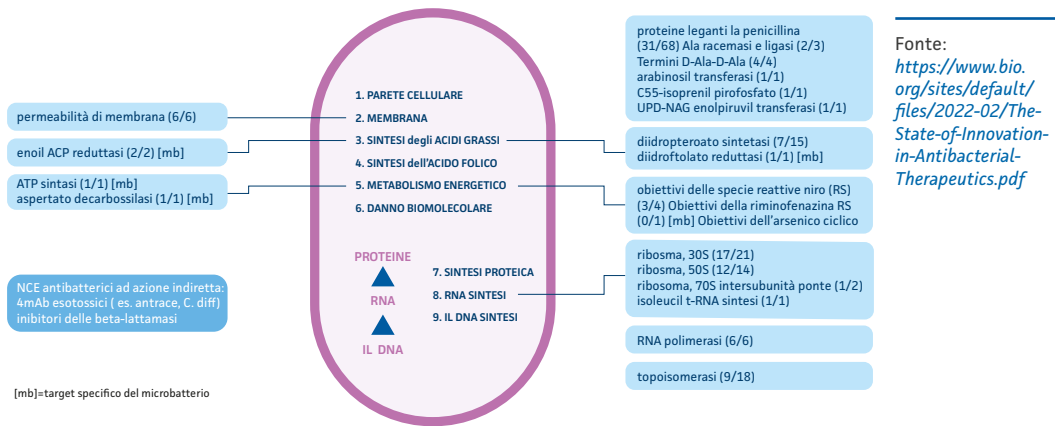 permeabilità di membrana (6/6)
enoil ACP reduttasi (2/2) [mb]
ATP sintasi (1/1) [mb]
aspertato decarbossilasi (1/1) [mb]
NCE antibatterici ad azione indiretta:
4mAb esotossici ( es. antrace, C. diff)
inibitori delle beta-lattamasi
[mb]=target specifico del microbatterio
1. PARETE CELLULARE
2. MEMBRANA
3. SINTESI degli ACIDI GRASSI
4. SINTESI dell'ACIDO FOLICO
5. METABOLISMO ENERGETICO
6. DANNO BIOMOLECOLARE
PROTEINE
RNA
IL DNA
7. SINTESI PROTEICA
8. RNA SINTESI
9. IL DNA SINTESI
proteine leganti la penicillina
(31/68) Ala racemasi e ligasi (2/3)
Termini D-Ala-D-Ala (4/4)
arabinosil transferasi (1/1)
C55-isoprenil pirofosfato (1/1)
UPD-NAG enolpiruvil transferasi (1/1)
diidropteroato sintetasi (7/15)
diidroftolato reduttasi (1/1) [mb]
obiettivi delle specie reattive niro (RS)
(3/4) Obiettivi della riminofenazina RS
(0/1) [mb] Obiettivi dell'arsenico ciclico
ribosma, 30S (17/21)
ribosma, 50S (12/14)
ribosoma, 70S intersubunità ponte (1/2)
isoleucil t-RNA sintesi (1/1)
RNA polimerasi (6/6)
topoisomerasi (9/18)
Fonte:
https://www.bio.
org/sites/default/
files/2022-02/The-
State-of-Innovation-
in-Antibacterial-
Therapeutics.pdf